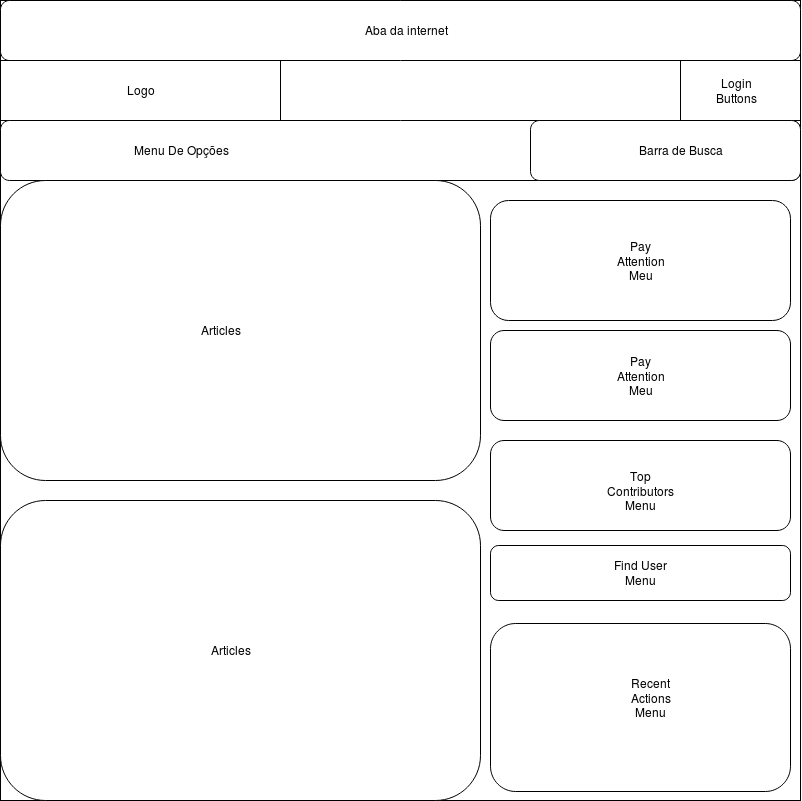 Aba da internet
Logo
Login
Buttons
Menu De Opções
Barra de Busca
Articles
Pay
Attention
Meu
Pay
Attention
Meu
Top
Contributors
Menu
Find User
Menu
Articles
Recent
Actions
Menu